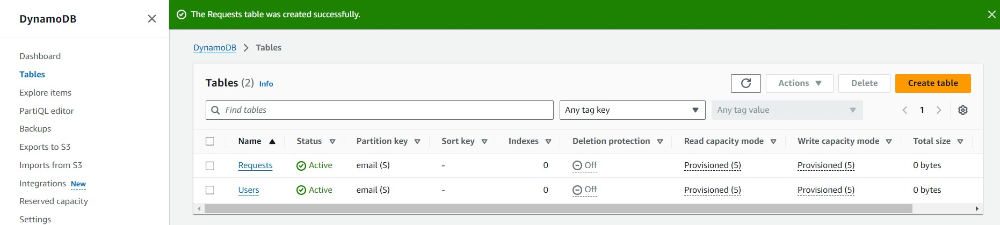 DynamoDB
Dashboard
Tables
Explore items
PartiQL editor
Backups
Exports to S3
Imports from S3
Integrations New
Reserved capacity
Settings
The Requests table was created successfully.
DynamoDB > Tables
Tables (2) Info
Actions
Delete
Create table
Find tables
Any tag key
Any tag value
1
Name Status Partition key Sort key Indexes Deletion protection Read capacity mode Write capacity mode Total size
Requests Active email (S) - 0 Off Provisioned (5) Provisioned (5) 0 bytes
Users Active email (S) - 0 Off Provisioned (5) Provisioned (5) 0 bytes